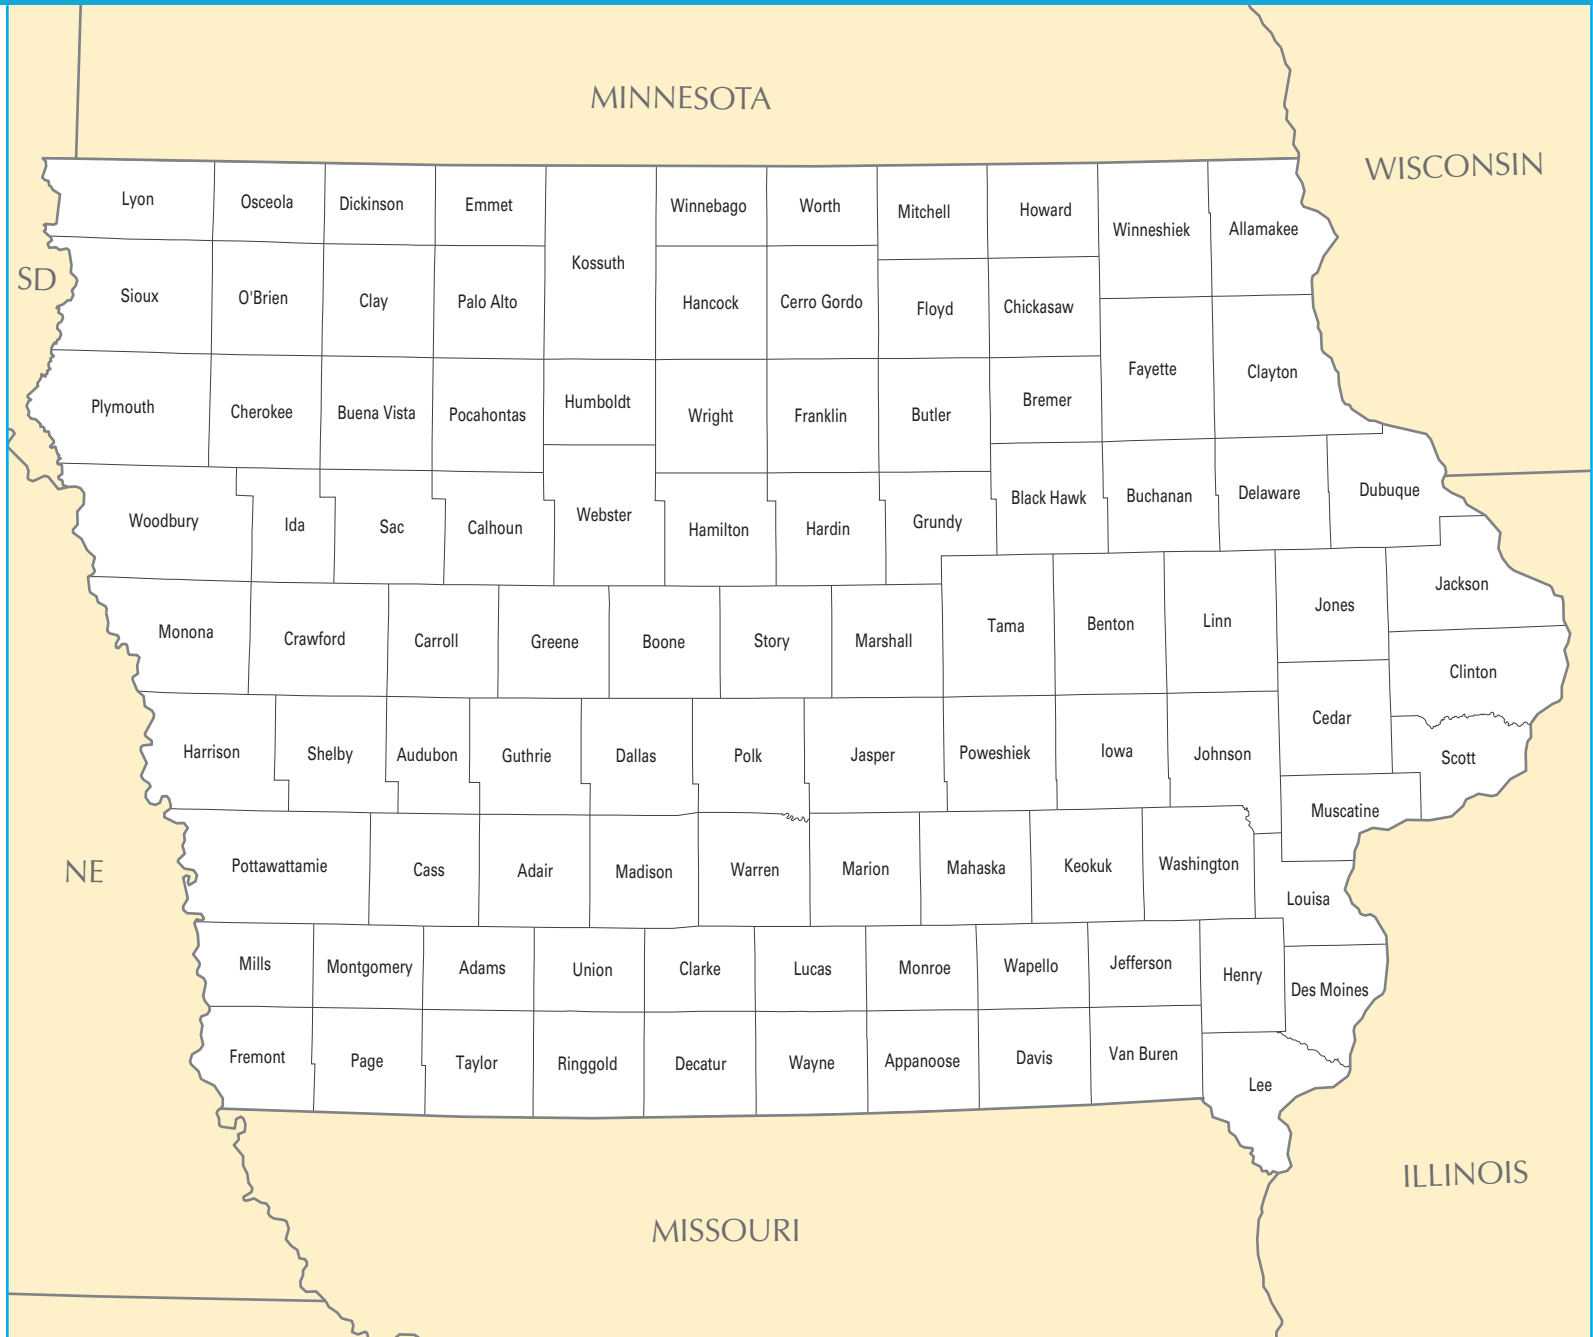 MINNESOTA
WISCONSIN
SD
NE
MISSOURI
ILLINOIS
Lyon
Osceola
Dickinson
Emmet
Kossuth
Winnebago
Worth
Mitchell
Howard
Winneshiek
Allamakee
Sioux
O'Brien
Clay
Palo Alto
Hancock
Cerro Gordo
Floyd
Chickasaw
Fayette
Clayton
Plymouth
Cherokee
Buena Vista
Pocahontas
Humboldt
Wright
Franklin
Butler
Bremer
Woodbury
Ida
Sac
Calhoun
Webster
Hamilton
Hardin
Grundy
Black Hawk
Buchanan
Delaware
Dubuque
Monona
Crawford
Carroll
Greene
Boone
Story
Marshall
Tama
Benton
Linn
Jones
Jackson
Clinton
Harrison
Shelby
Audubon
Guthrie
Dallas
Polk
Jasper
Poweshiek
Iowa
Johnson
Cedar
Scott
Muscatine
Pottawattamie
Cass
Adair
Madison
Warren
Marion
Mahaska
Keokuk
Washington
Louisa
Mills
Montgomery
Adams
Union
Clarke
Lucas
Monroe
Wapello
Jefferson
Henry
Des Moines
Fremont
Page
Taylor
Ringgold
Decatur
Wayne
Appanoose
Davis
Van Buren
Lee